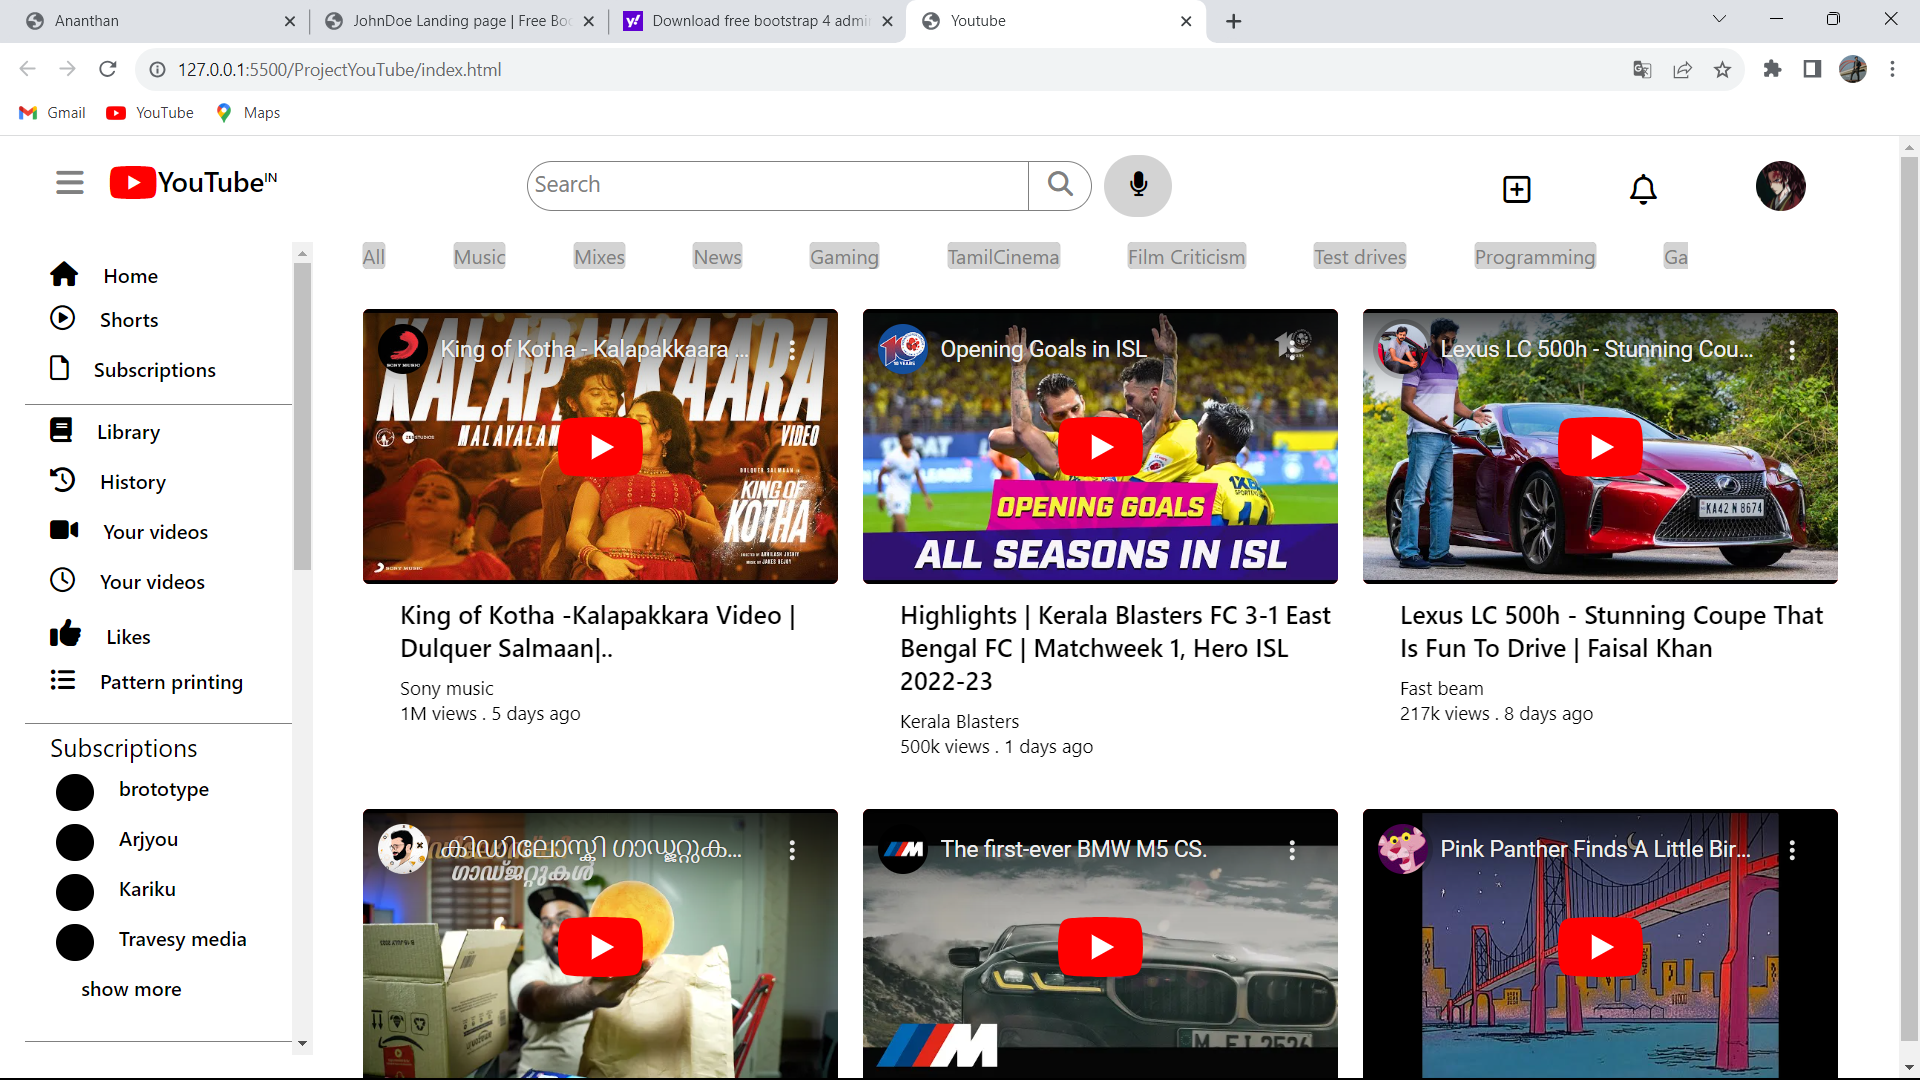 Ananthan
JohnDoe Landing page | Free Boo
Download free bootstrap 4 admin
Youtube
127.0.0.1:5500/ProjectYouTube/index.html
Gmail
YouTube
Maps
YouTube IN
Search
Home
Shorts
Subscriptions
Library
History
Your videos
Your videos
Likes
Pattern printing
Subscriptions
brototype
Arjyou
Kariku
Travesy media
show more
All
Music
Mixes
News
Gaming
TamilCinema
Film Criticism
Test drives
Programming
Ga
King of Kotha - Kalapakkaara ...
KALAPAKKAARA
MALAYALAM
VIDEO
DULQUER SALMAAN
KING OF
KOTHA
SONY MUSIC
King of Kotha -Kalapakkara Video |
Dulquer Salmaan|..
Sony music
1M views . 5 days ago
Opening Goals in ISL
1XBET
OPENING GOALS
ALL SEASONS IN ISL
Highlights | Kerala Blasters FC 3-1 East
Bengal FC | Matchweek 1, Hero ISL
2022-23
Kerala Blasters
500k views . 1 days ago
Lexus LC 500h - Stunning Cou...
KA42 N 8674
Lexus LC 500h - Stunning Coupe That
Is Fun To Drive | Faisal Khan
Fast beam
217k views . 8 days ago
കിഡിലോസ്കി ഗാഡ്ജറ്റുക...
ഗാഡ്ജറ്റുകൾ
The first-ever BMW M5 CS.
M
Pink Panther Finds A Little Bir...